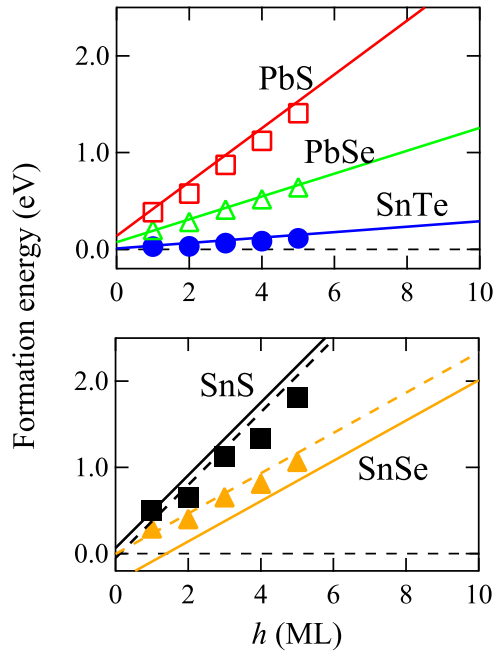 Formation energy (eV)
2.0
1.0
0.0
PbS
PbSe
SnTe
0 2 4 6 8 10
2.0
1.0
0.0
SnS
SnSe
0 2 4 6 8 10
h (ML)